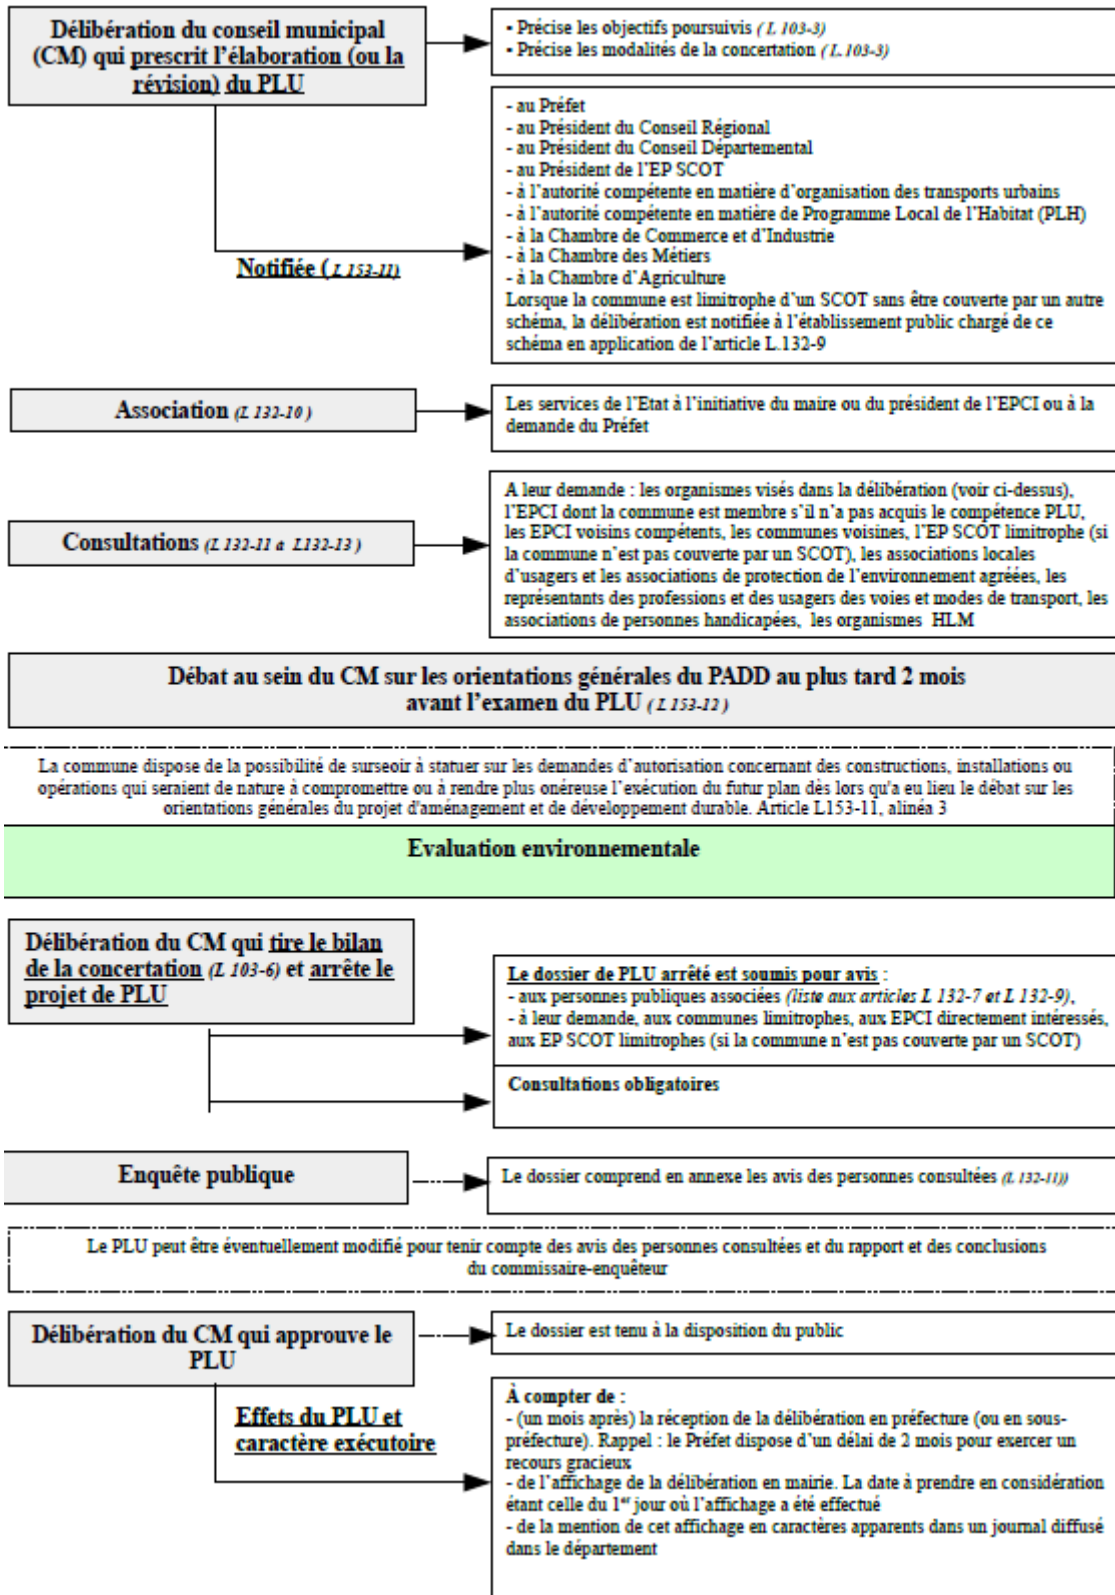 Délibération du conseil municipal
(CM) qui prescrit l'élaboration (ou la
révision) du PLU
▪ Précise les objectifs poursuivis ( L 103-3)
▪ Précise les modalités de la concertation ( L.103-3)
Notifiée ( L 153-11)
- au Préfet
- au Président du Conseil Régional
- au Président du Conseil Départemental
- au Président de l'EP SCOT
- à l'autorité compétente en matière d'organisation des transports urbains
- à l'autorité compétente en matière de Programme Local de l'Habitat (PLH)
- à la Chambre de Commerce et d'Industrie
- à la Chambre des Métiers
- à la Chambre d'Agriculture
Lorsque la commune est limitrophe d'un SCOT sans être couverte par un autre
schéma, la délibération est notifiée à l'établissement public chargé de ce
schéma en application de l'article L.132-9
Association (L 132-10 )
Les services de l'Etat à l'initiative du maire ou du président de l'EPCI ou à la
demande du Préfet
Consultations (L 132-11 a L132-13 )
A leur demande : les organismes visés dans la délibération (voir ci-dessus),
l'EPCI dont la commune est membre s'il n'a pas acquis le compétence PLU,
les EPCI voisins compétents, les communes voisines, l'EP SCOT limitrophe (si
la commune n'est pas couverte par un SCOT), les associations locales
d'usagers et les associations de protection de l'environnement agréées, les
représentants des professions et des usagers des voies et modes de transport, les
associations de personnes handicapées, les organismes HLM
Débat au sein du CM sur les orientations générales du PADD au plus tard 2 mois
avant l'examen du PLU ( L 153-12 )
La commune dispose de la possibilité de surseoir à statuer sur les demandes d'autorisation concernant des constructions, installations ou
opérations qui seraient de nature à compromettre ou à rendre plus onéreuse l'exécution du futur plan dès lors qu'a eu lieu le débat sur les
orientations générales du projet d'aménagement et de développement durable. Article L153-11, alinéa 3
Evaluation environnementale
Délibération du CM qui tire le bilan
de la concertation (L 103-6) et arrête le
projet de PLU
Le dossier de PLU arrêté est soumis pour avis :
- aux personnes publiques associées (liste aux articles L 132-7 et L 132-9),
- à leur demande, aux communes limitrophes, aux EPCI directement intéressés,
aux EP SCOT limitrophes (si la commune n'est pas couverte par un SCOT)
Consultations obligatoires
Enquête publique
Le dossier comprend en annexe les avis des personnes consultées (L 132-11))
Le PLU peut être éventuellement modifié pour tenir compte des avis des personnes consultées et du rapport et des conclusions
du commissaire-enquêteur
Délibération du CM qui approuve le
PLU
Le dossier est tenu à la disposition du public
Effets du PLU et
caractère exécutoire
À compter de :
- (un mois après) la réception de la délibération en préfecture (ou en sous-
préfecture). Rappel : le Préfet dispose d'un délai de 2 mois pour exercer un
recours gracieux
- de l'affichage de la délibération en mairie. La date à prendre en considération
étant celle du 1er jour où l'affichage a été effectué
- de la mention de cet affichage en caractères apparents dans un journal diffusé
dans le département